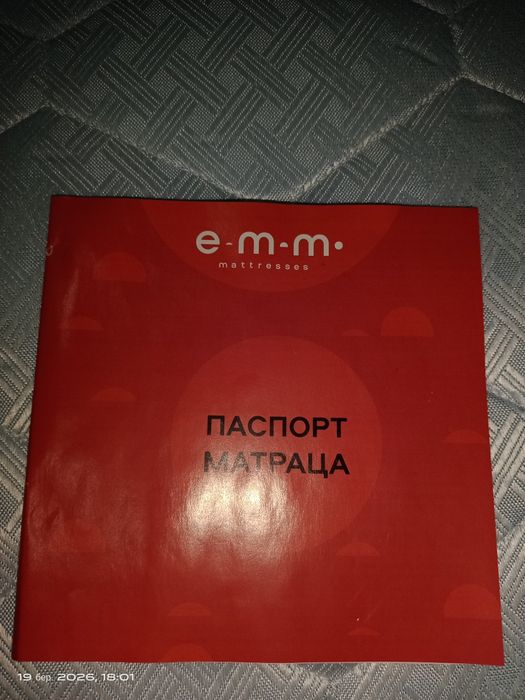 e-m-m•
mattresses
ПАСПОРТ
МАТРАЦА
19 бер. 2026, 18:01